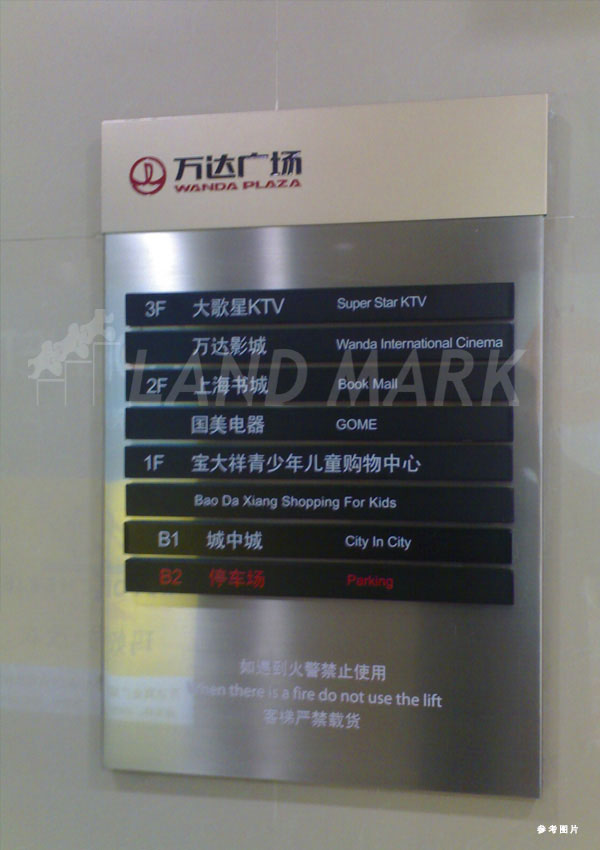 万达广场
WANDA PLAZA
3F 大歌星KTV Super Star KTV
万达影城 Wanda International Cinema
LAND MARK
2F 上海书城 Book Mall
国美电器 GOME
1F 宝大祥青少年儿童购物中心
Bao Da Xiang Shopping For Kids
B1 城中城 City In City
B2 停车场 Parking
如遇到火警禁止使用
When there is a fire do not use the lift
客梯严禁载货
参考图片